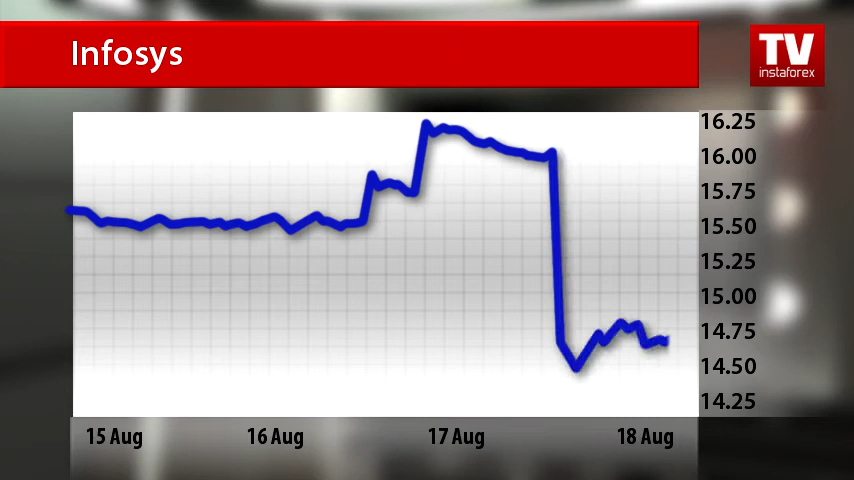 Infosys
TV
instaforex
16.25
16.00
15.75
15.50
15.25
15.00
14.75
14.50
14.25
15 Aug
16 Aug
17 Aug
18 Aug